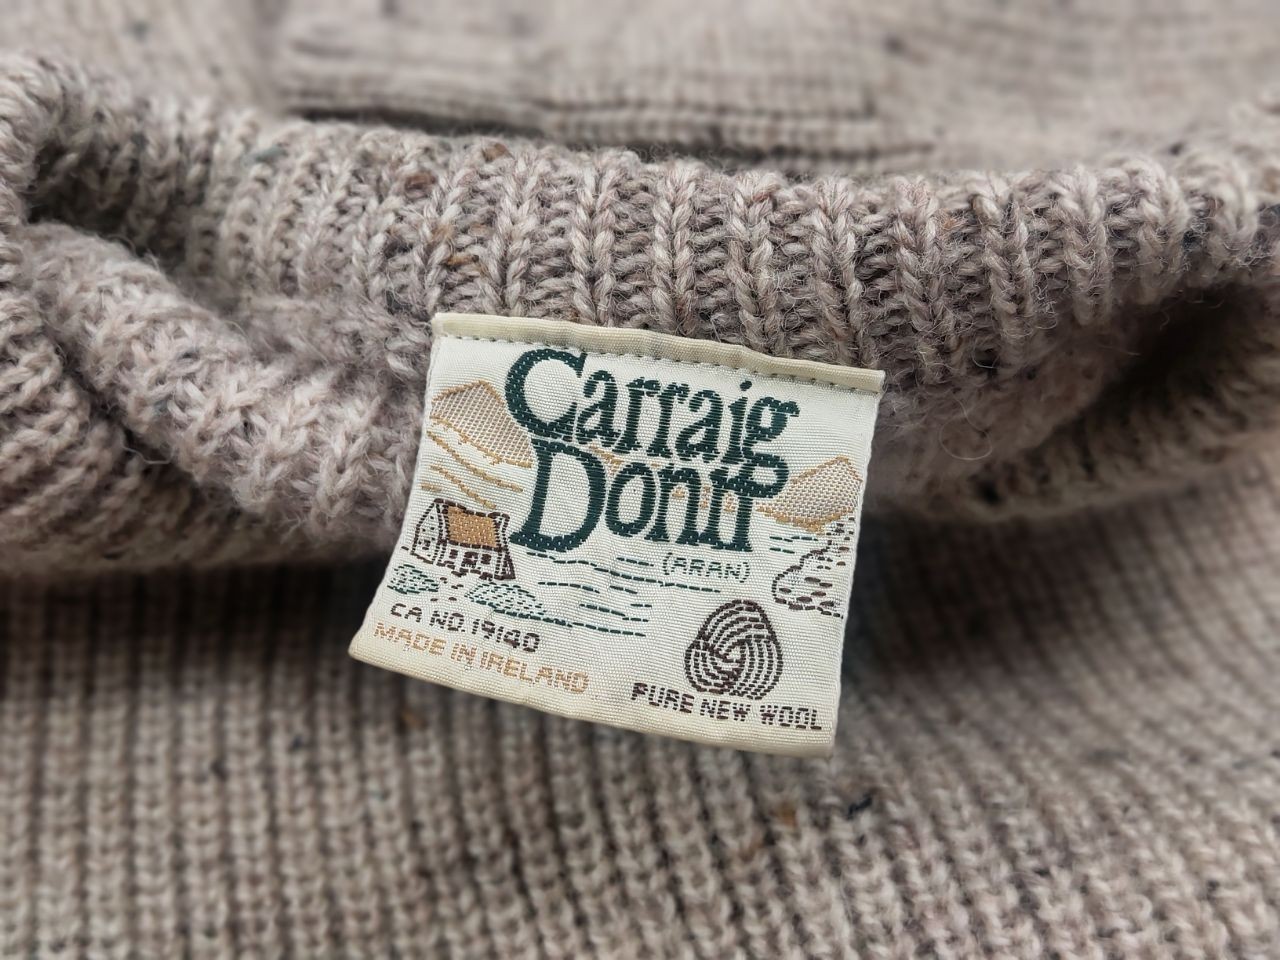 Carraig
Donn
(ARAN)
CA NO. 19140
MADE IN IRELAND
PURE NEW WOOL